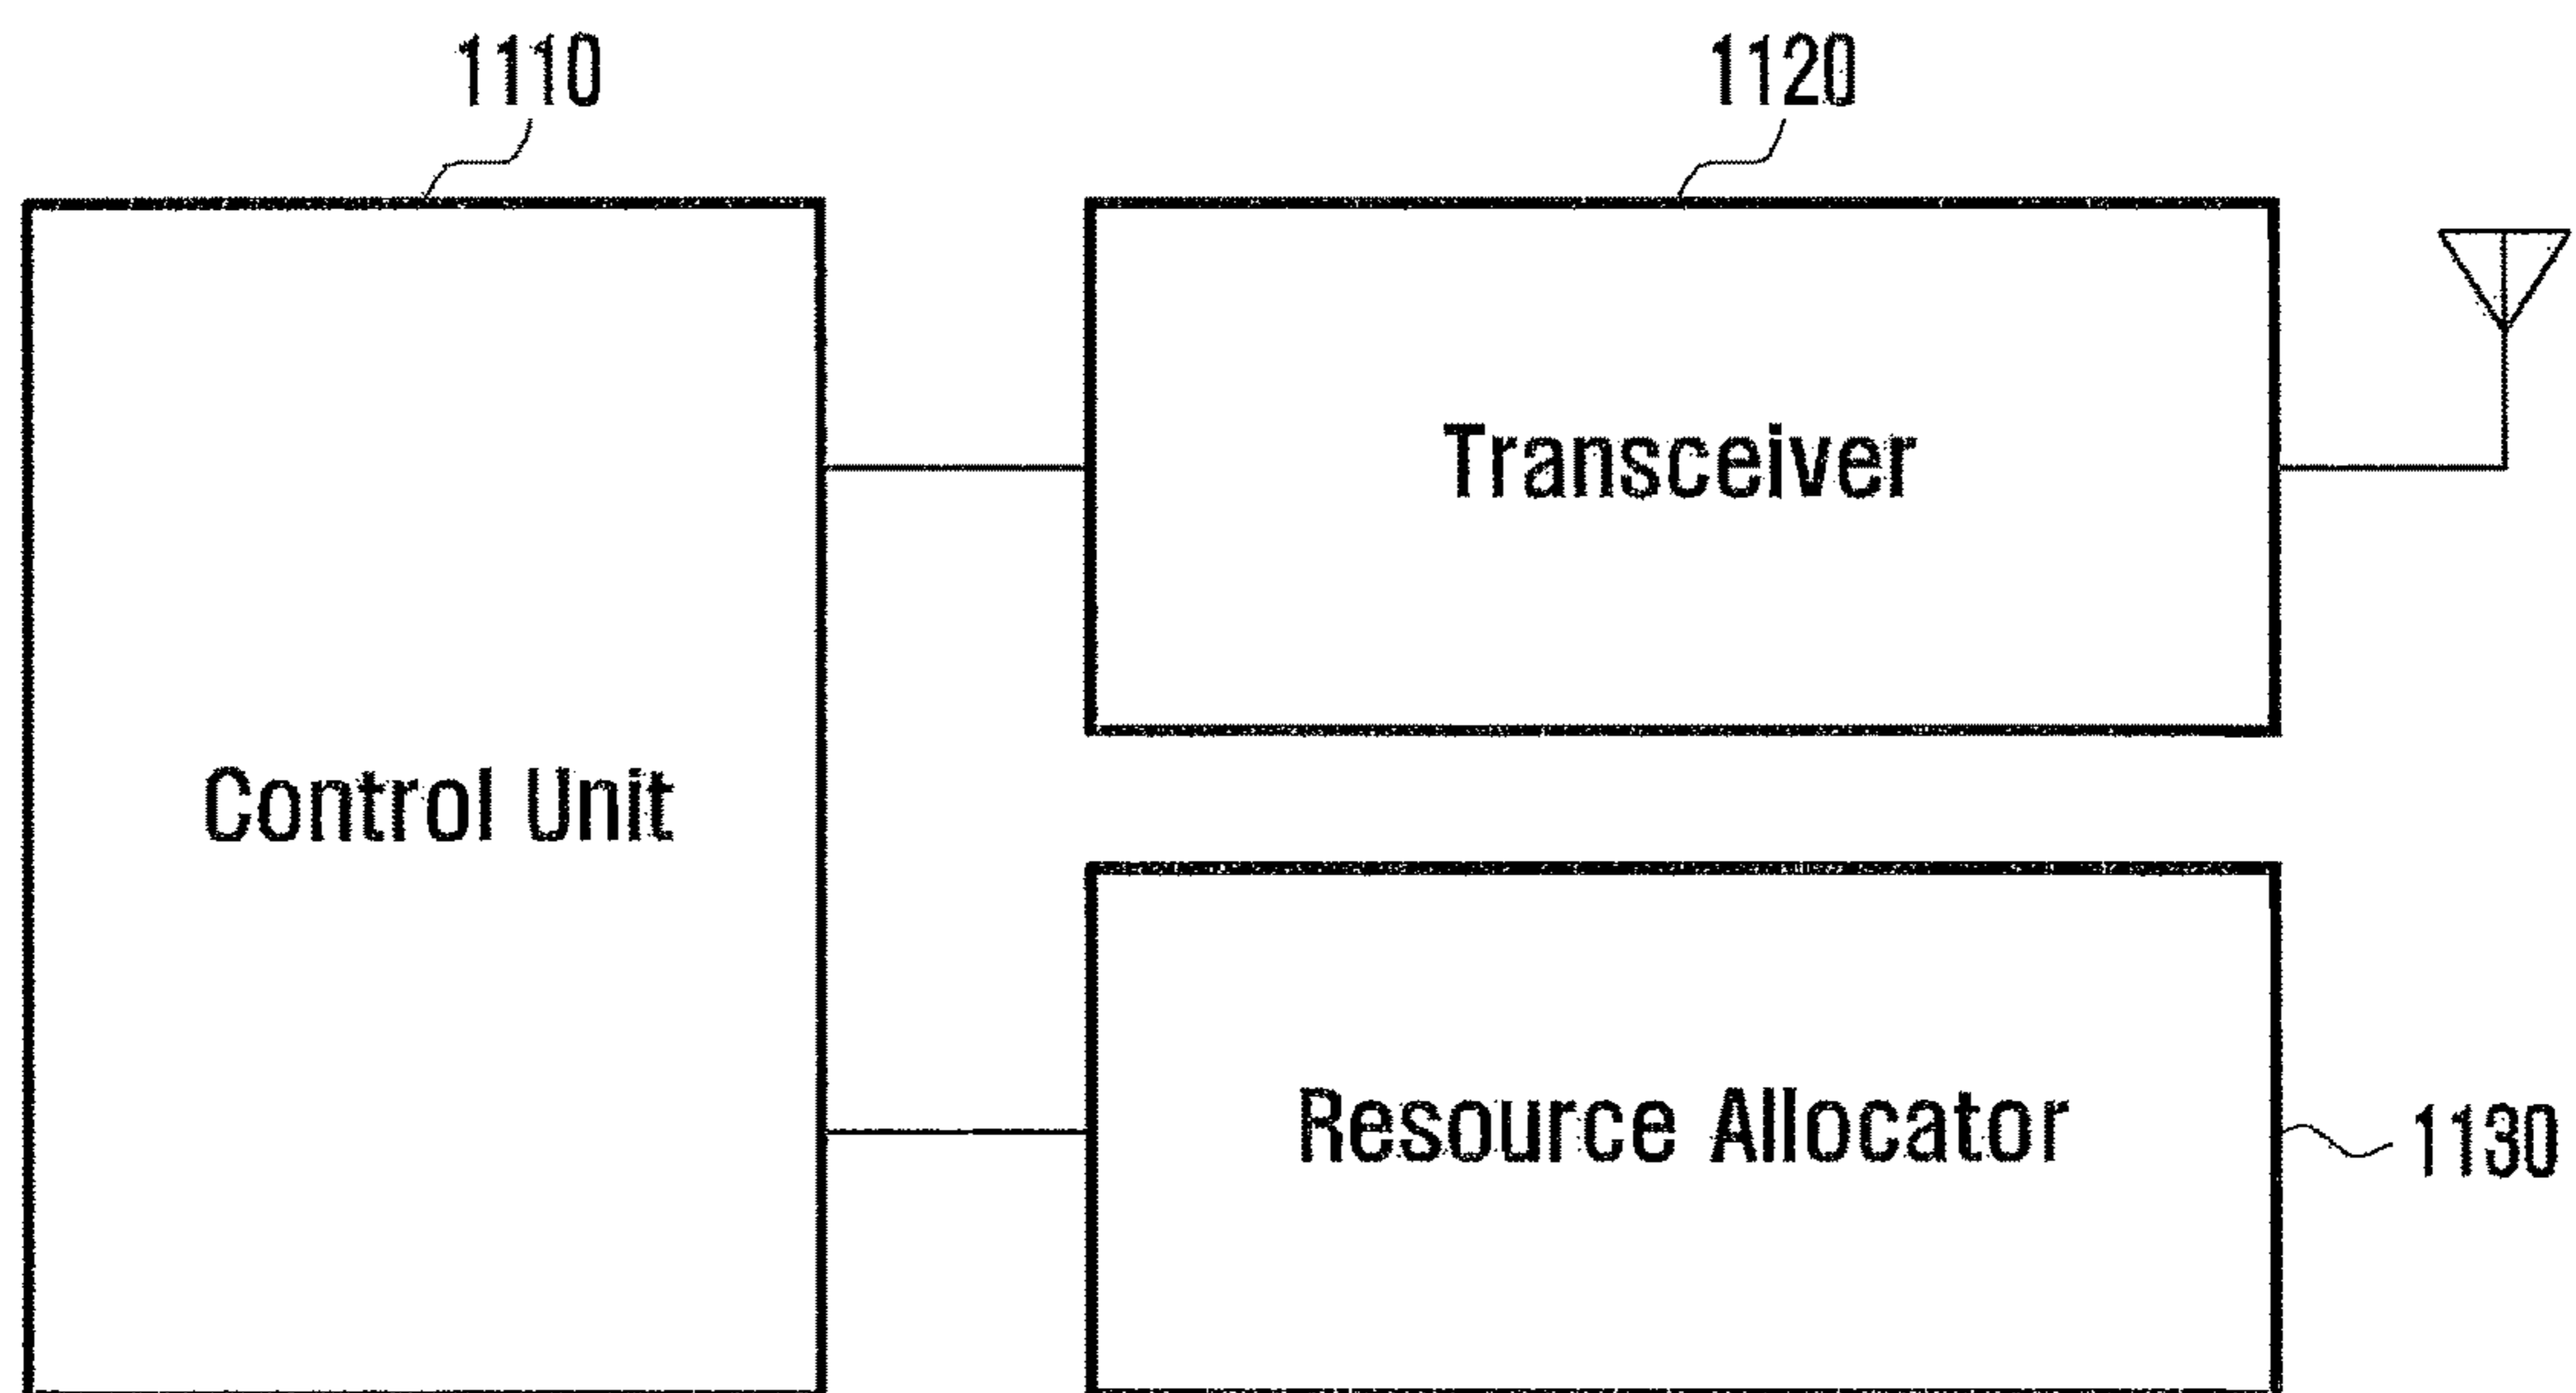 1110
1120
Transceiver
Control Unit
Resource Allocator
1130